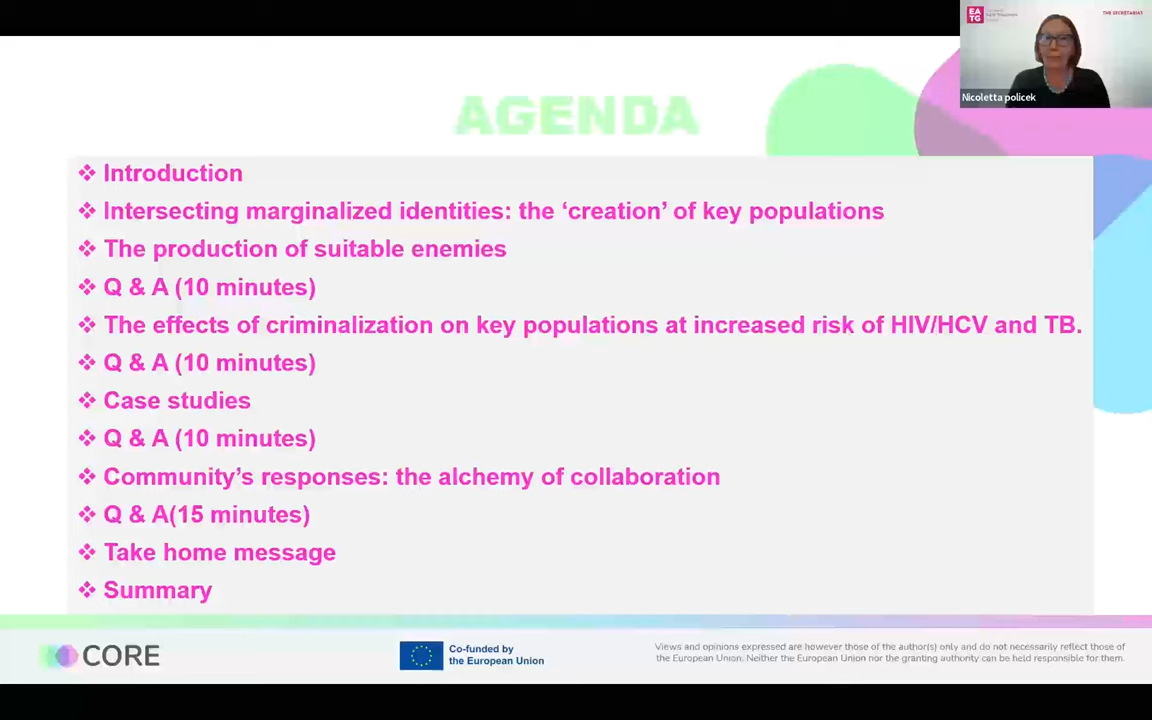 EA
TG
THE SECRETARIAT
Nicoletta policek
AGENDA
❖ Introduction
❖ Intersecting marginalized identities: the ‘creation’ of key populations
❖ The production of suitable enemies
❖ Q & A (10 minutes)
❖ The effects of criminalization on key populations at increased risk of HIV/HCV and TB.
❖ Q & A (10 minutes)
❖ Case studies
❖ Q & A (10 minutes)
❖ Community’s responses: the alchemy of collaboration
❖ Q & A(15 minutes)
❖ Take home message
❖ Summary
CORE
Co-funded by
the European Union
Views and opinions expressed are however those of the author(s) only and do not necessarily reflect those of
the European Union. Neither the European Union nor the granting authority can be held responsible for them.